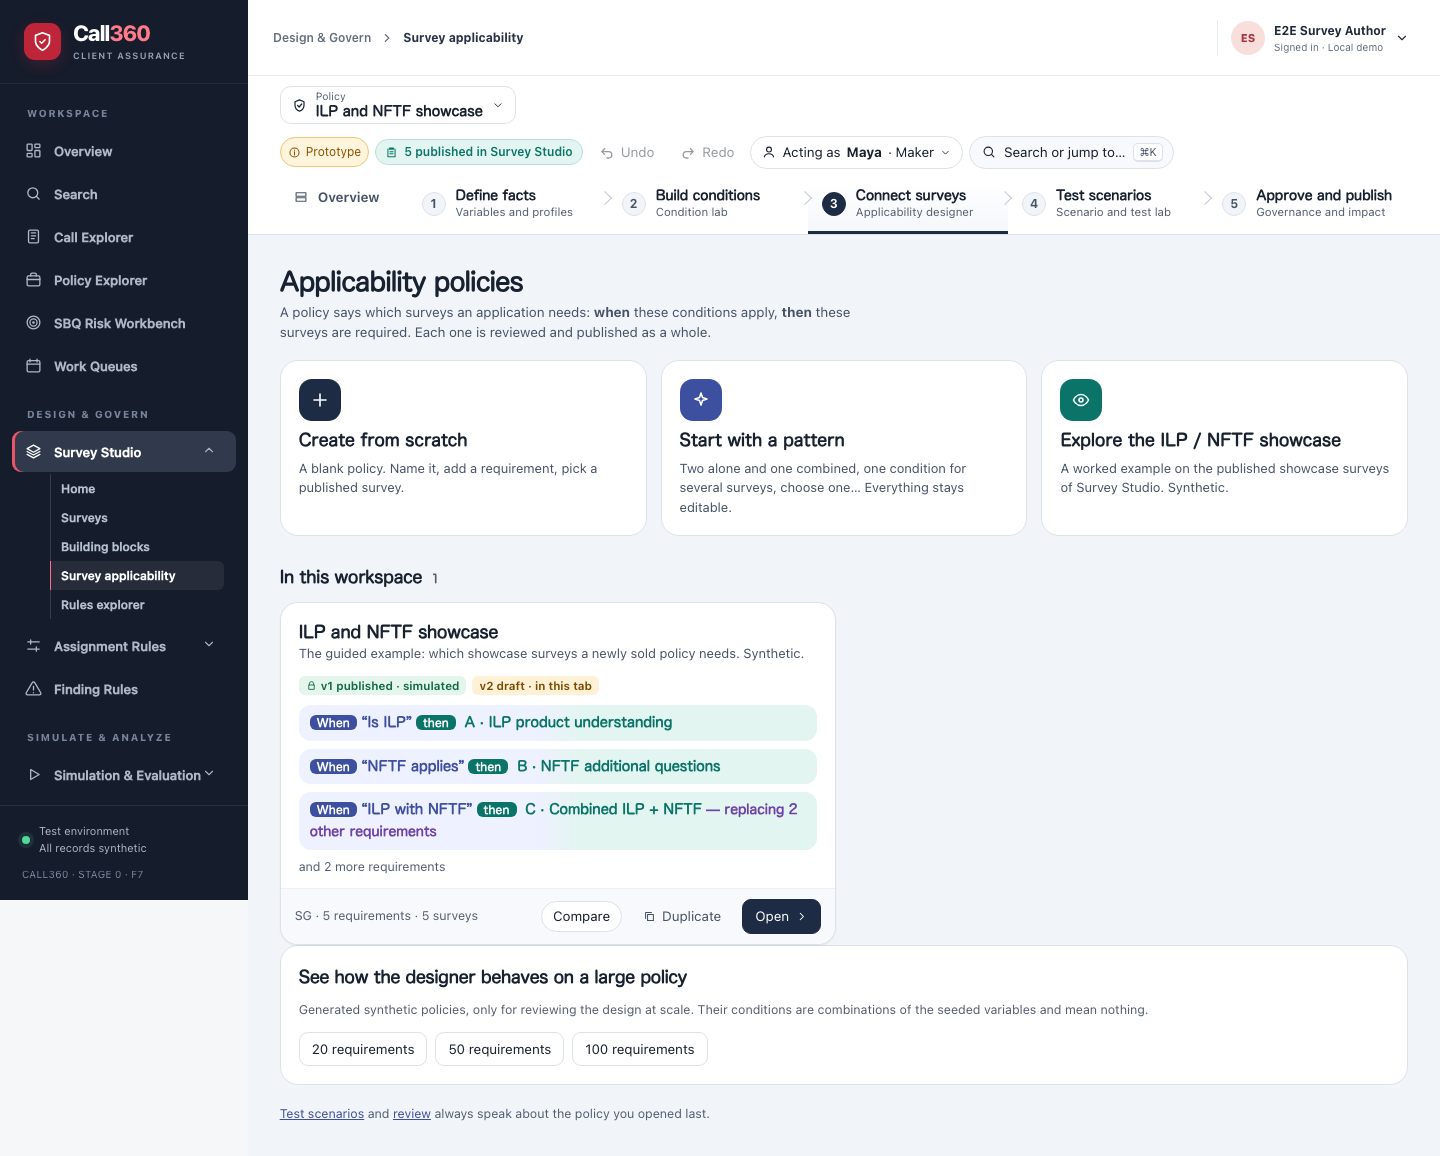 Call360
CLIENT ASSURANCE
WORKSPACE
Overview
Search
Call Explorer
Policy Explorer
SBQ Risk Workbench
Work Queues
DESIGN & GOVERN
Survey Studio
Home
Surveys
Building blocks
Survey applicability
Rules explorer
Assignment Rules
Finding Rules
SIMULATE & ANALYZE
Simulation & Evaluation
Test environment
All records synthetic
CALL360 · STAGE 0 · F7
Design & Govern > Survey applicability
ES
E2E Survey Author
Signed in · Local demo
Policy
ILP and NFTF showcase
Prototype
5 published in Survey Studio
Undo
Redo
Acting as Maya · Maker
Search or jump to... ⌘K
Overview
1 Define facts
Variables and profiles
2 Build conditions
Condition lab
3 Connect surveys
Applicability designer
4 Test scenarios
Scenario and test lab
5 Approve and publish
Governance and impact
Applicability policies
A policy says which surveys an application needs: when these conditions apply, then these
surveys are required. Each one is reviewed and published as a whole.
Create from scratch
A blank policy. Name it, add a requirement, pick a
published survey.
Start with a pattern
Two alone and one combined, one condition for
several surveys, choose one... Everything stays
editable.
Explore the ILP / NFTF showcase
A worked example on the published showcase surveys
of Survey Studio. Synthetic.
In this workspace 1
ILP and NFTF showcase
The guided example: which showcase surveys a newly sold policy needs. Synthetic.
v1 published · simulated
v2 draft · in this tab
When “Is ILP” then A · ILP product understanding
When “NFTF applies” then B · NFTF additional questions
When “ILP with NFTF” then C · Combined ILP + NFTF — replacing 2
other requirements
and 2 more requirements
SG · 5 requirements · 5 surveys
Compare
Duplicate
Open >
See how the designer behaves on a large policy
Generated synthetic policies, only for reviewing the design at scale. Their conditions are combinations of the seeded variables and mean nothing.
20 requirements
50 requirements
100 requirements
Test scenarios and review always speak about the policy you opened last.